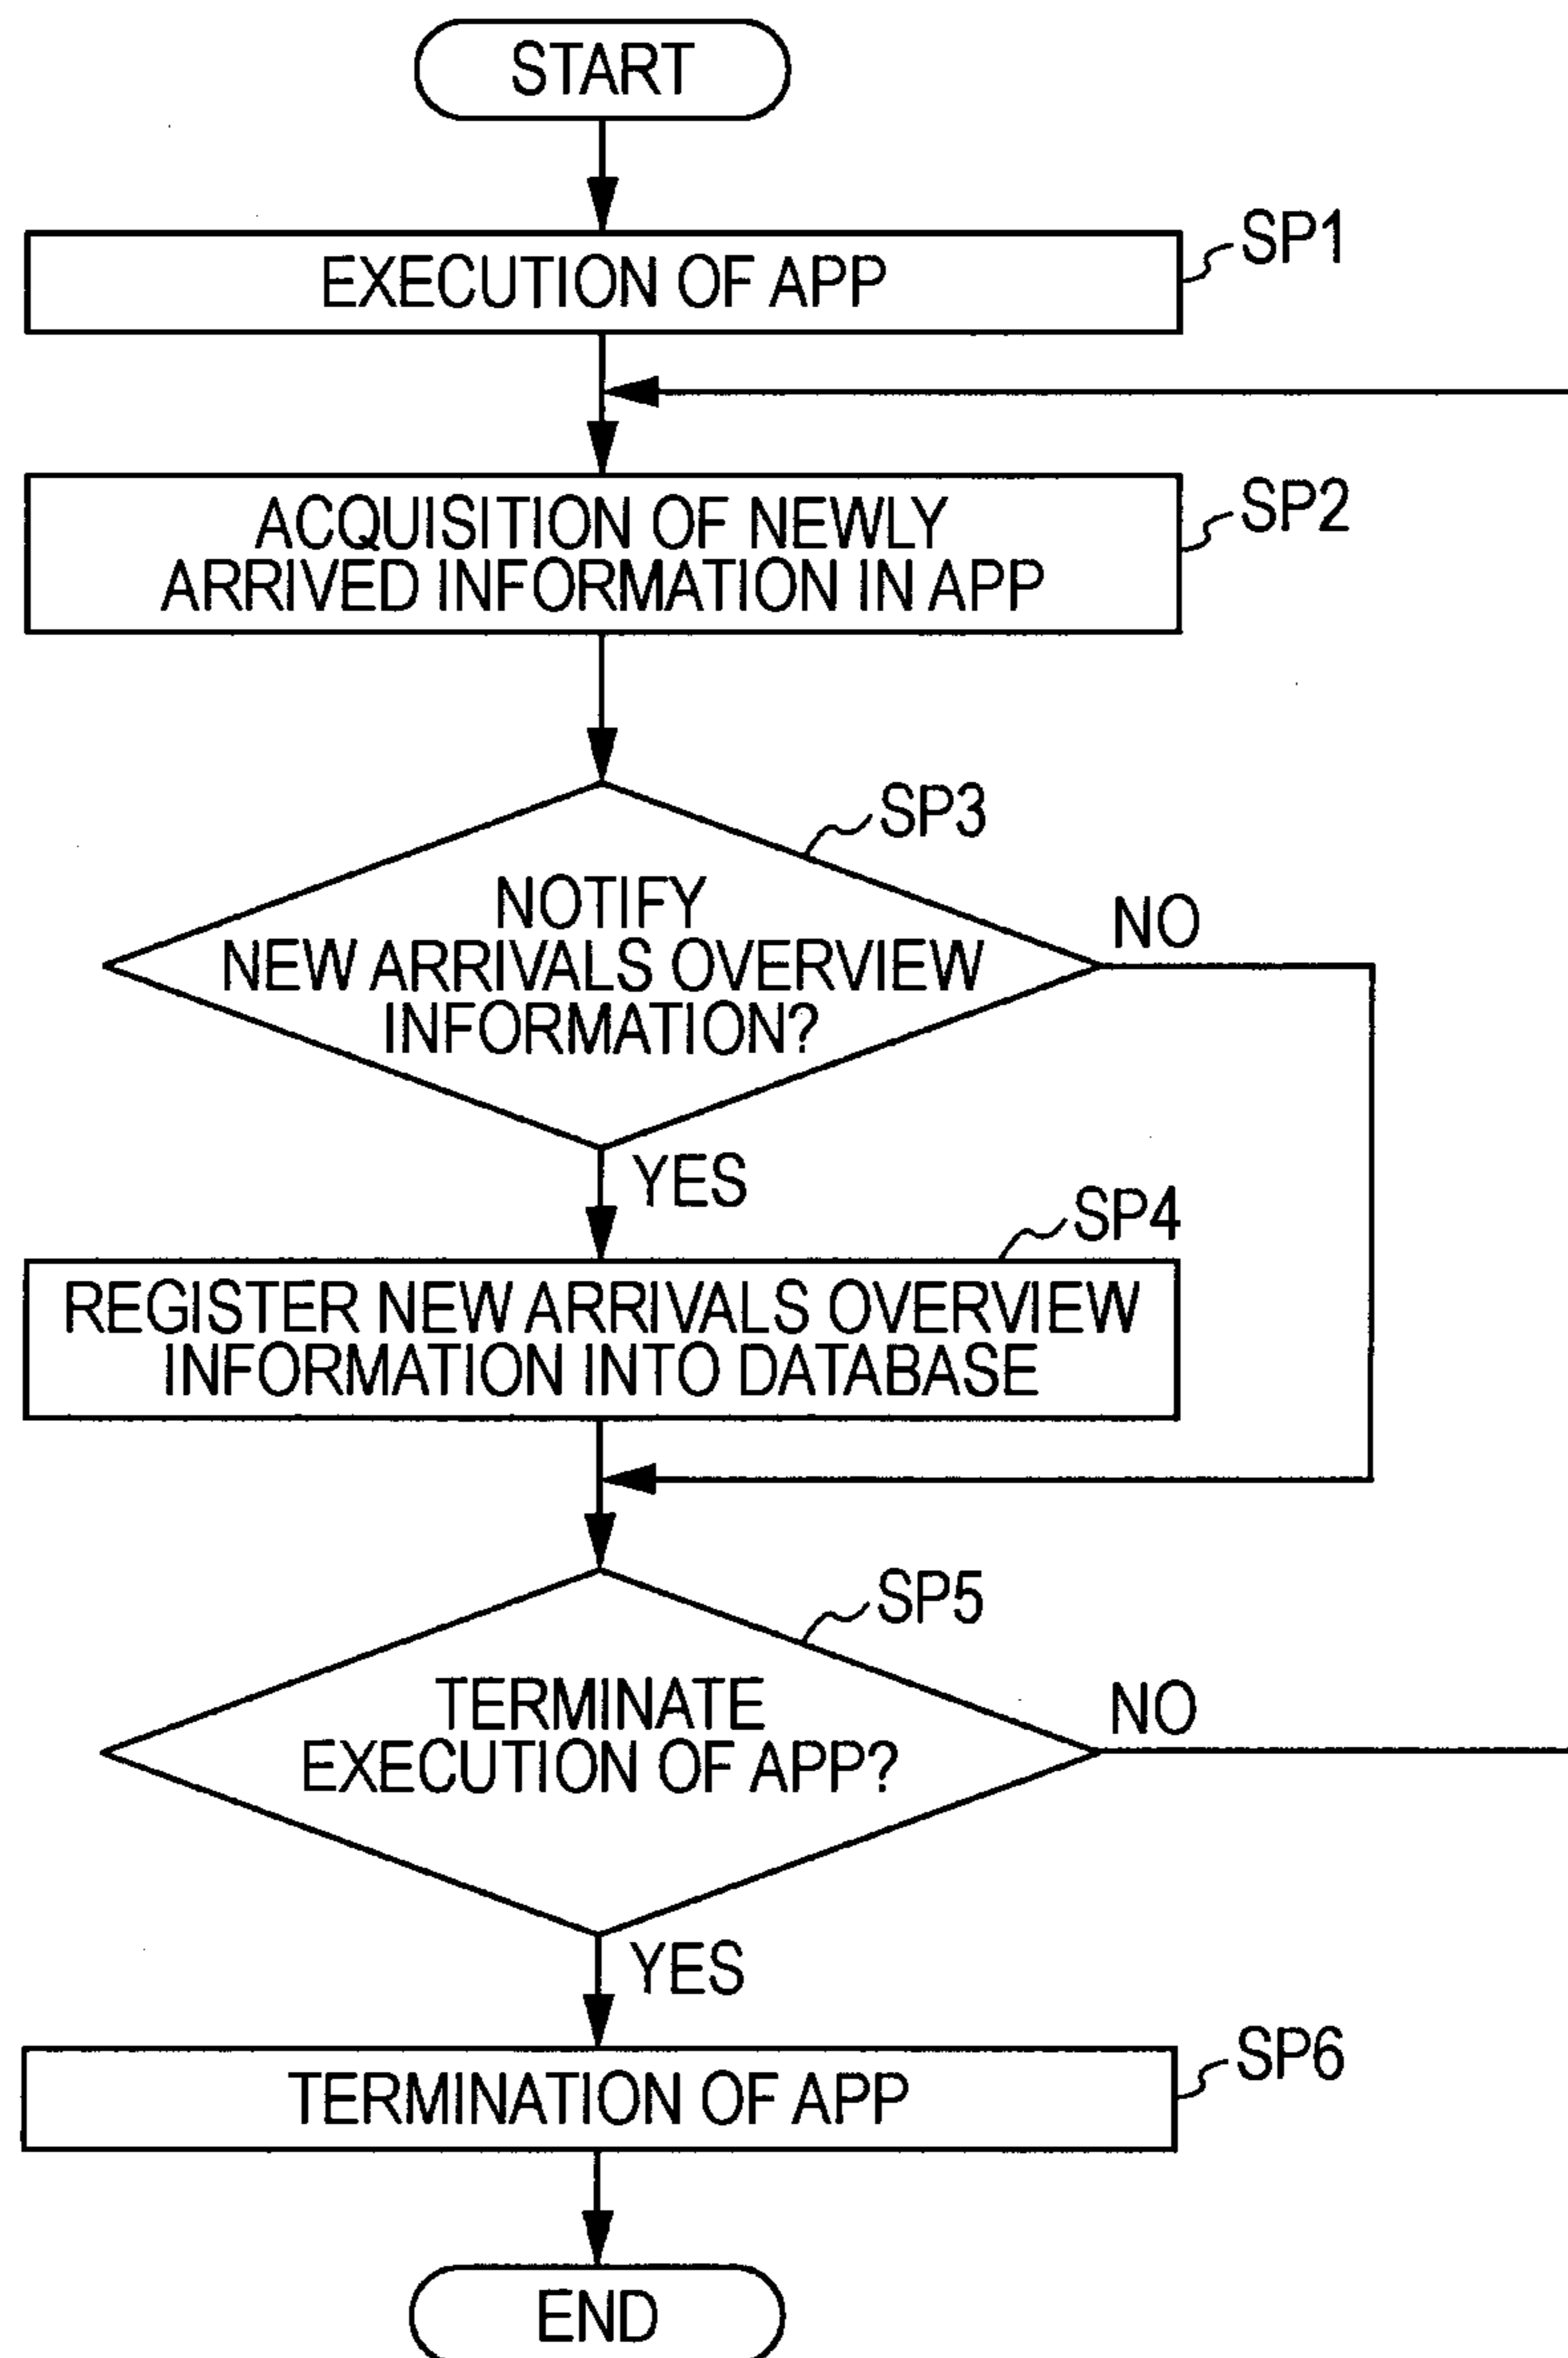 START
EXECUTION OF APP
SP1
ACQUISITION OF NEWLY
ARRIVED INFORMATION IN APP
SP2
SP3
NOTIFY
NEW ARRIVALS OVERVIEW
INFORMATION?
NO
YES
SP4
REGISTER NEW ARRIVALS OVERVIEW
INFORMATION INTO DATABASE
SP5
TERMINATE
EXECUTION OF APP?
NO
YES
TERMINATION OF APP
SP6
END